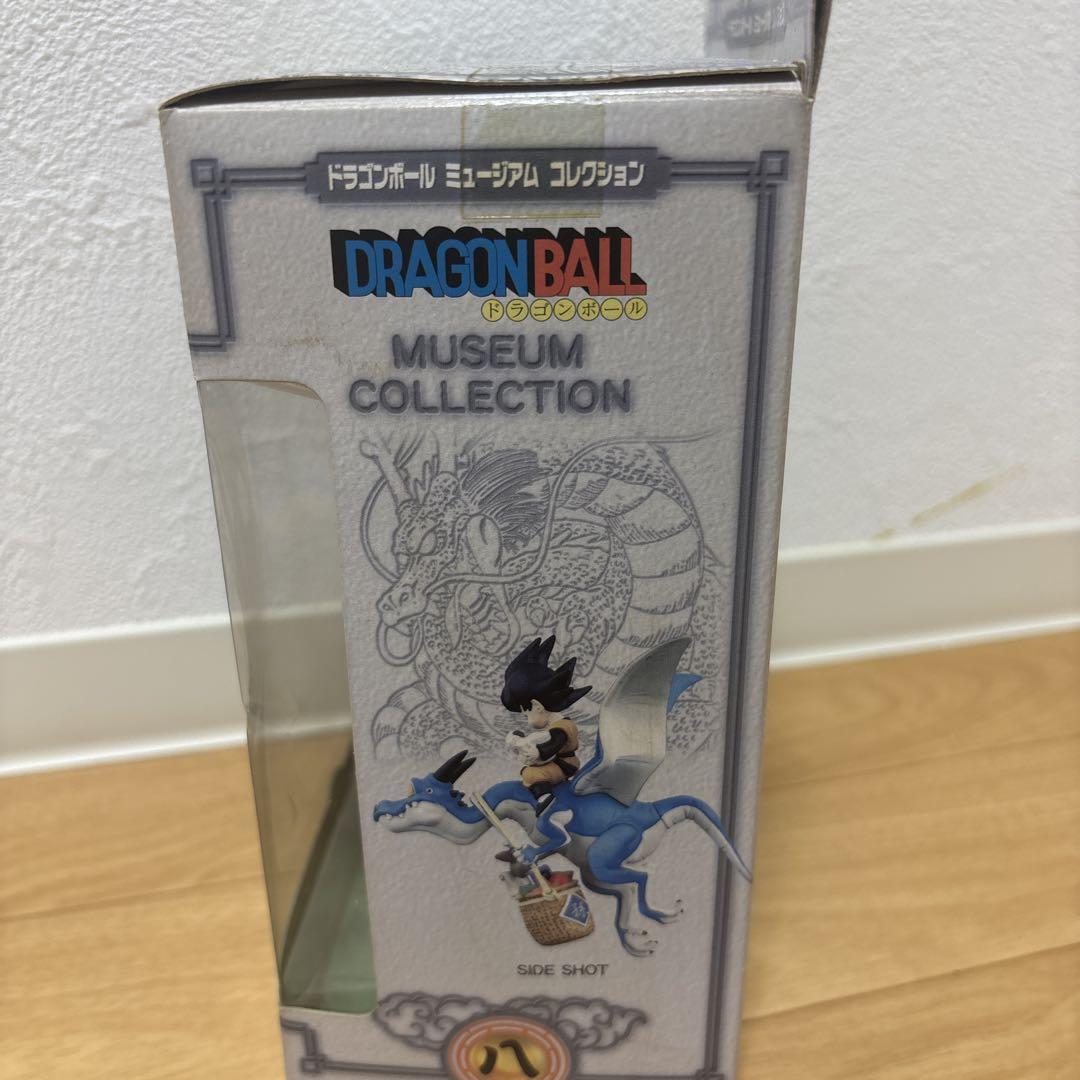 ドラゴンボール ミュージアム コレクション
DRAGONBALL
ドラゴンボール
MUSEUM
COLLECTION
SIDE SHOT
八